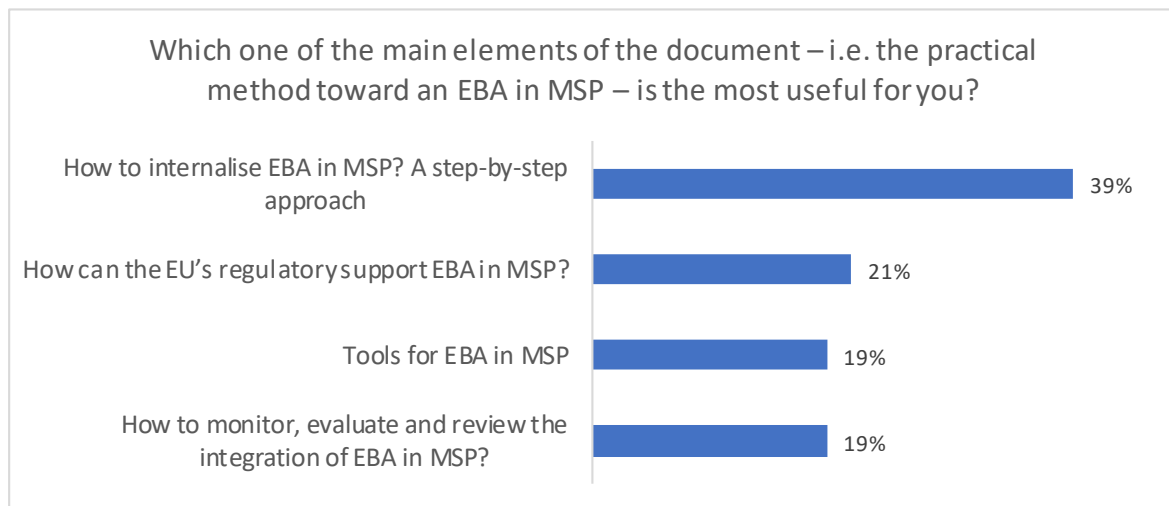 Which one of the main elements of the document – i.e. the practical
method toward an EBA in MSP – is the most useful for you?
How to internalise EBA in MSP? A step-by-step
approach
39%
How can the EU's regulatory support EBA in MSP?
21%
Tools for EBA in MSP
19%
How to monitor, evaluate and review the
integration of EBA in MSP?
19%